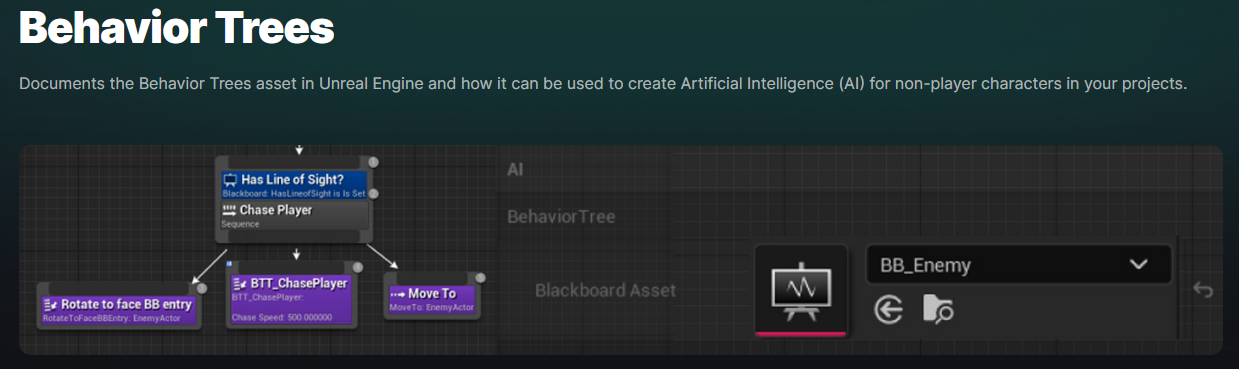 Behavior Trees
Documents the Behavior Trees asset in Unreal Engine and how it can be used to create Artificial Intelligence (AI) for non-player characters in your projects.
Has Line of Sight?
Blackboard: HasLineofSight is Is Set
Chase Player
Sequence
Rotate to face BB entry
RotateToFaceBBEntry: EnemyActor
BTT_ChasePlayer
BTT_ChasePlayer:
Chase Speed: 500.000000
Move To
MoveTo: EnemyActor
AI
BehaviorTree
Blackboard Asset
BB_Enemy